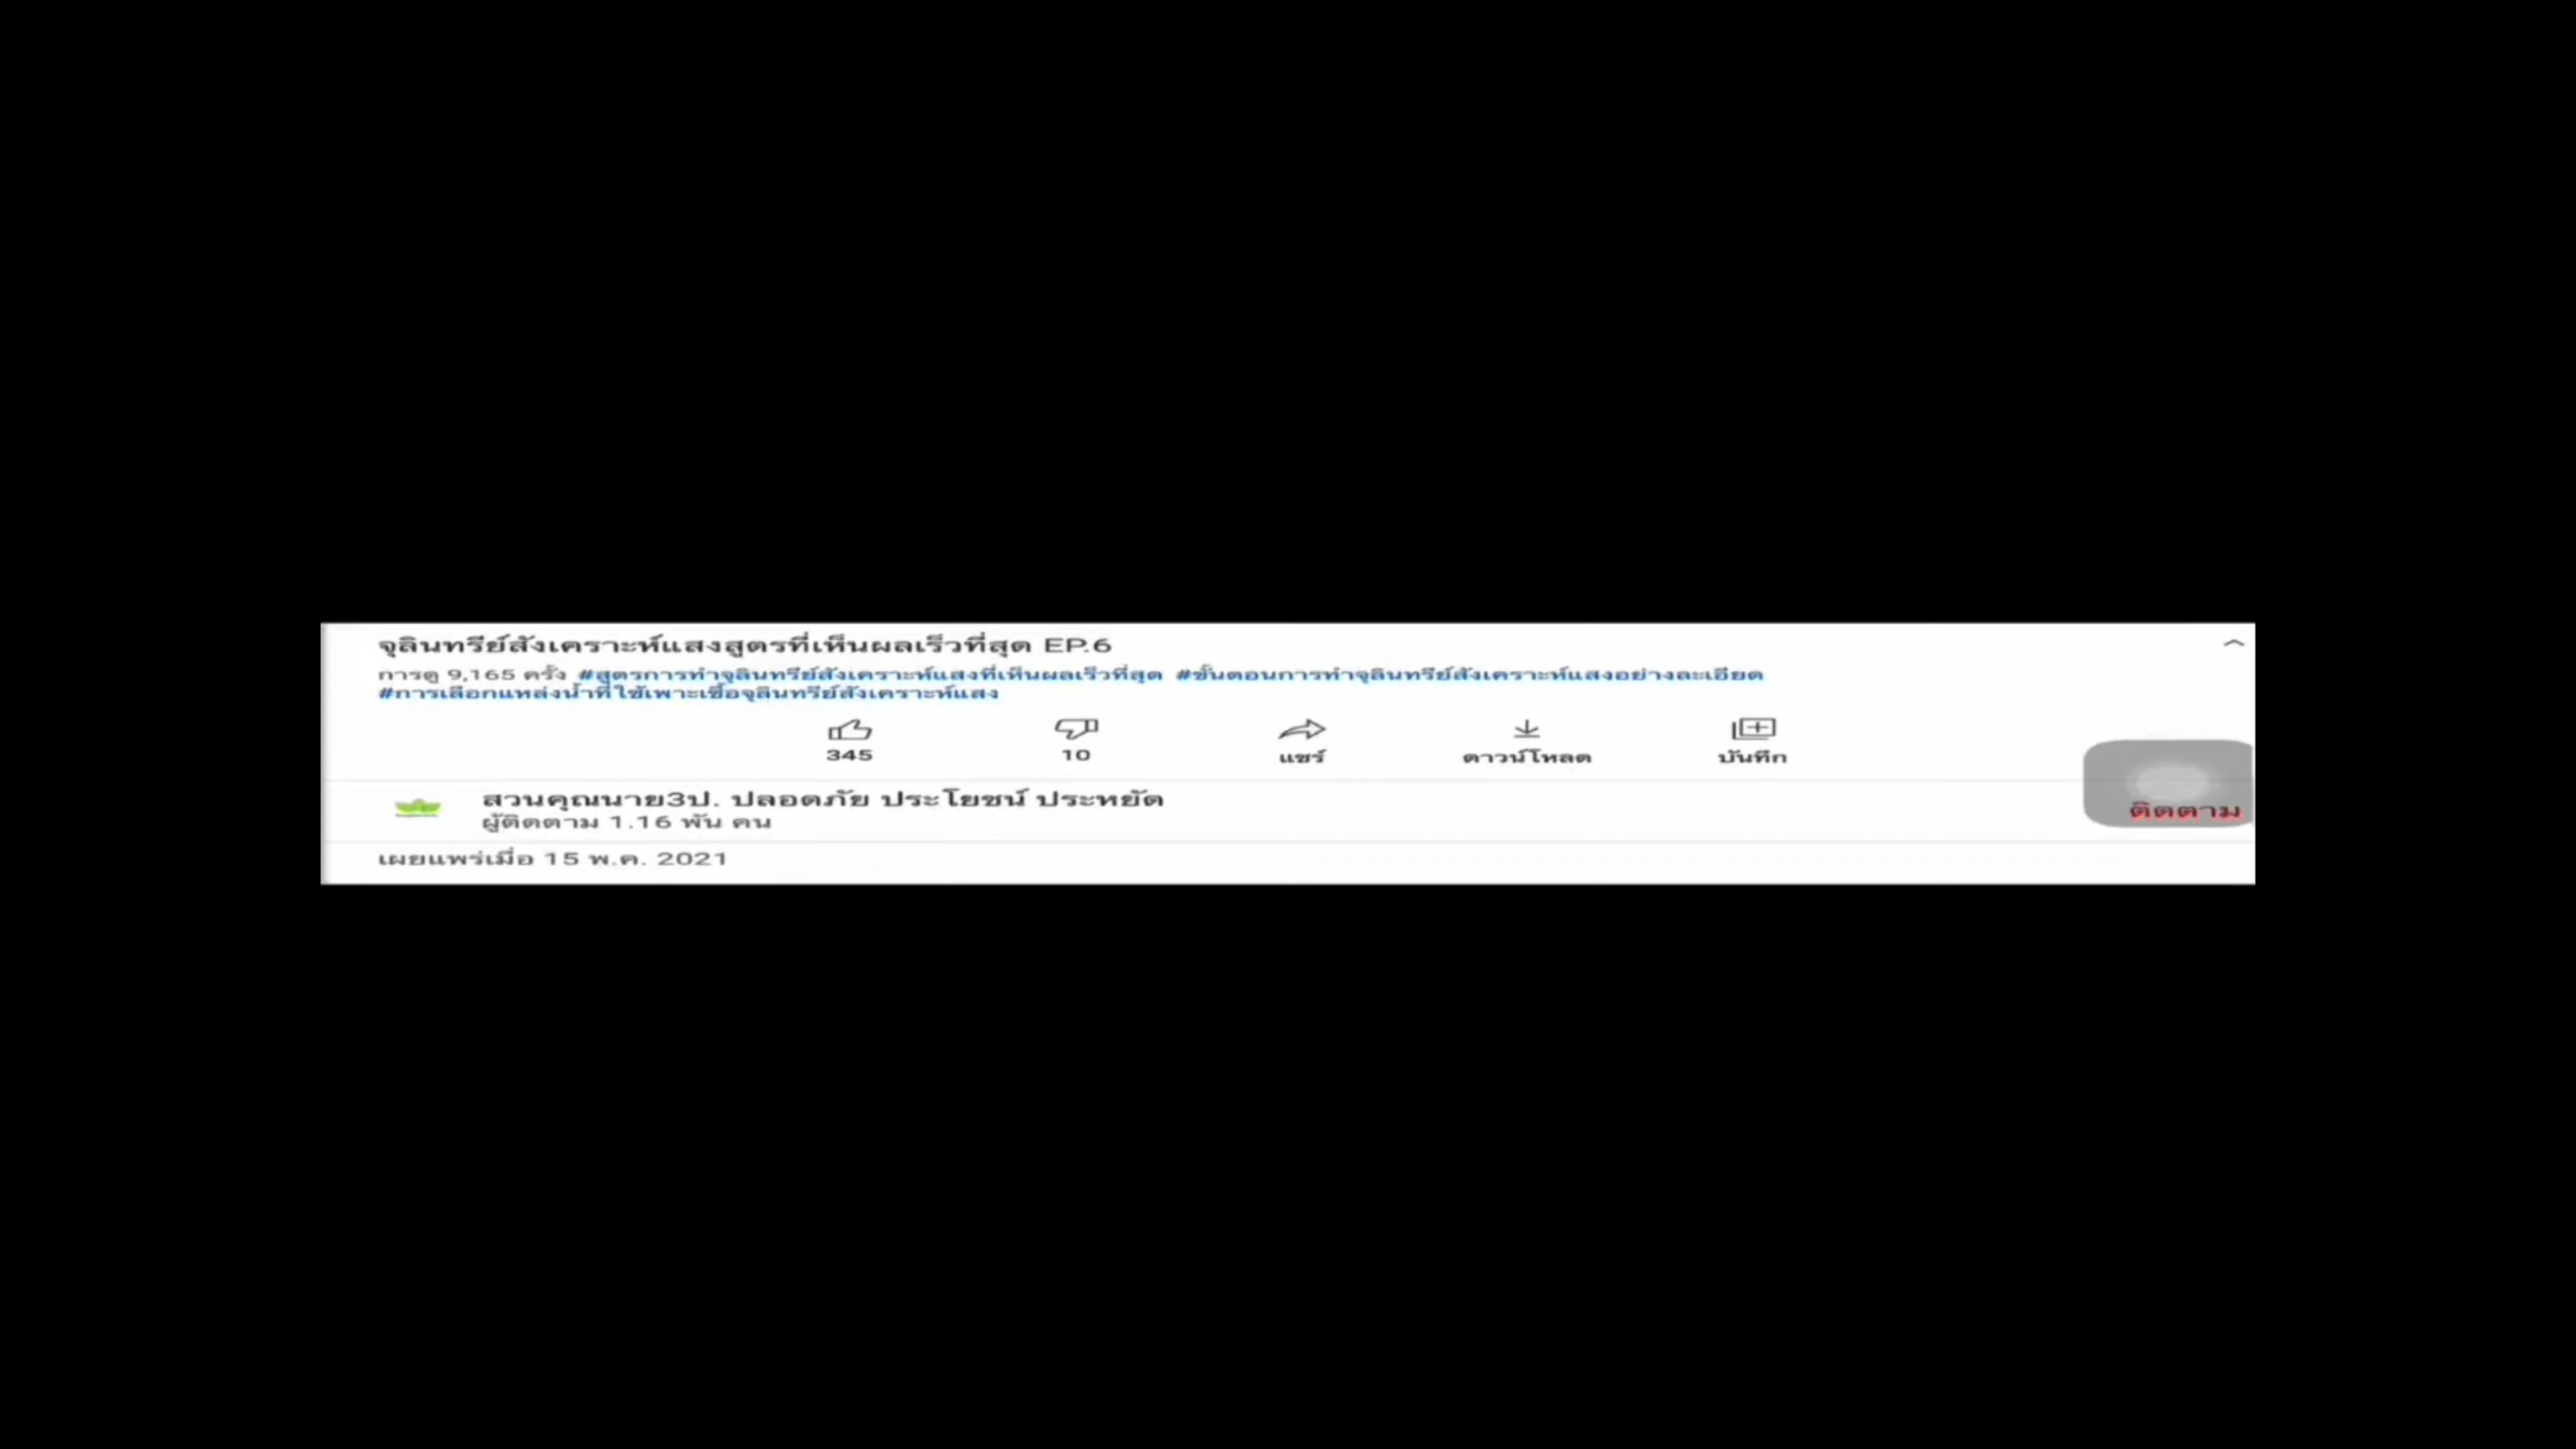 จุลินทรีย์สังเคราะห์แสงสูตรที่เห็นผลเร็วที่สุด EP.6
การดู 9,165 ครั้ง #สูตรการทำจุลินทรีย์สังเคราะห์แสงที่เห็นผลเร็วที่สุด #ขั้นตอนการทำจุลินทรีย์สังเคราะห์แสงอย่างละเอียด
#การเลือกแหล่งน้ำที่ใช้เพาะเชื้อจุลินทรีย์สังเคราะห์แสง
345 10 แชร์ ดาวน์โหลด บันทึก
สวนคุณนาย3ป. ปลอดภัย ประโยชน์ ประหยัด
ผู้ติดตาม 1.16 พัน คน
ติดตาม
เผยแพร่เมื่อ 15 พ.ค. 2021